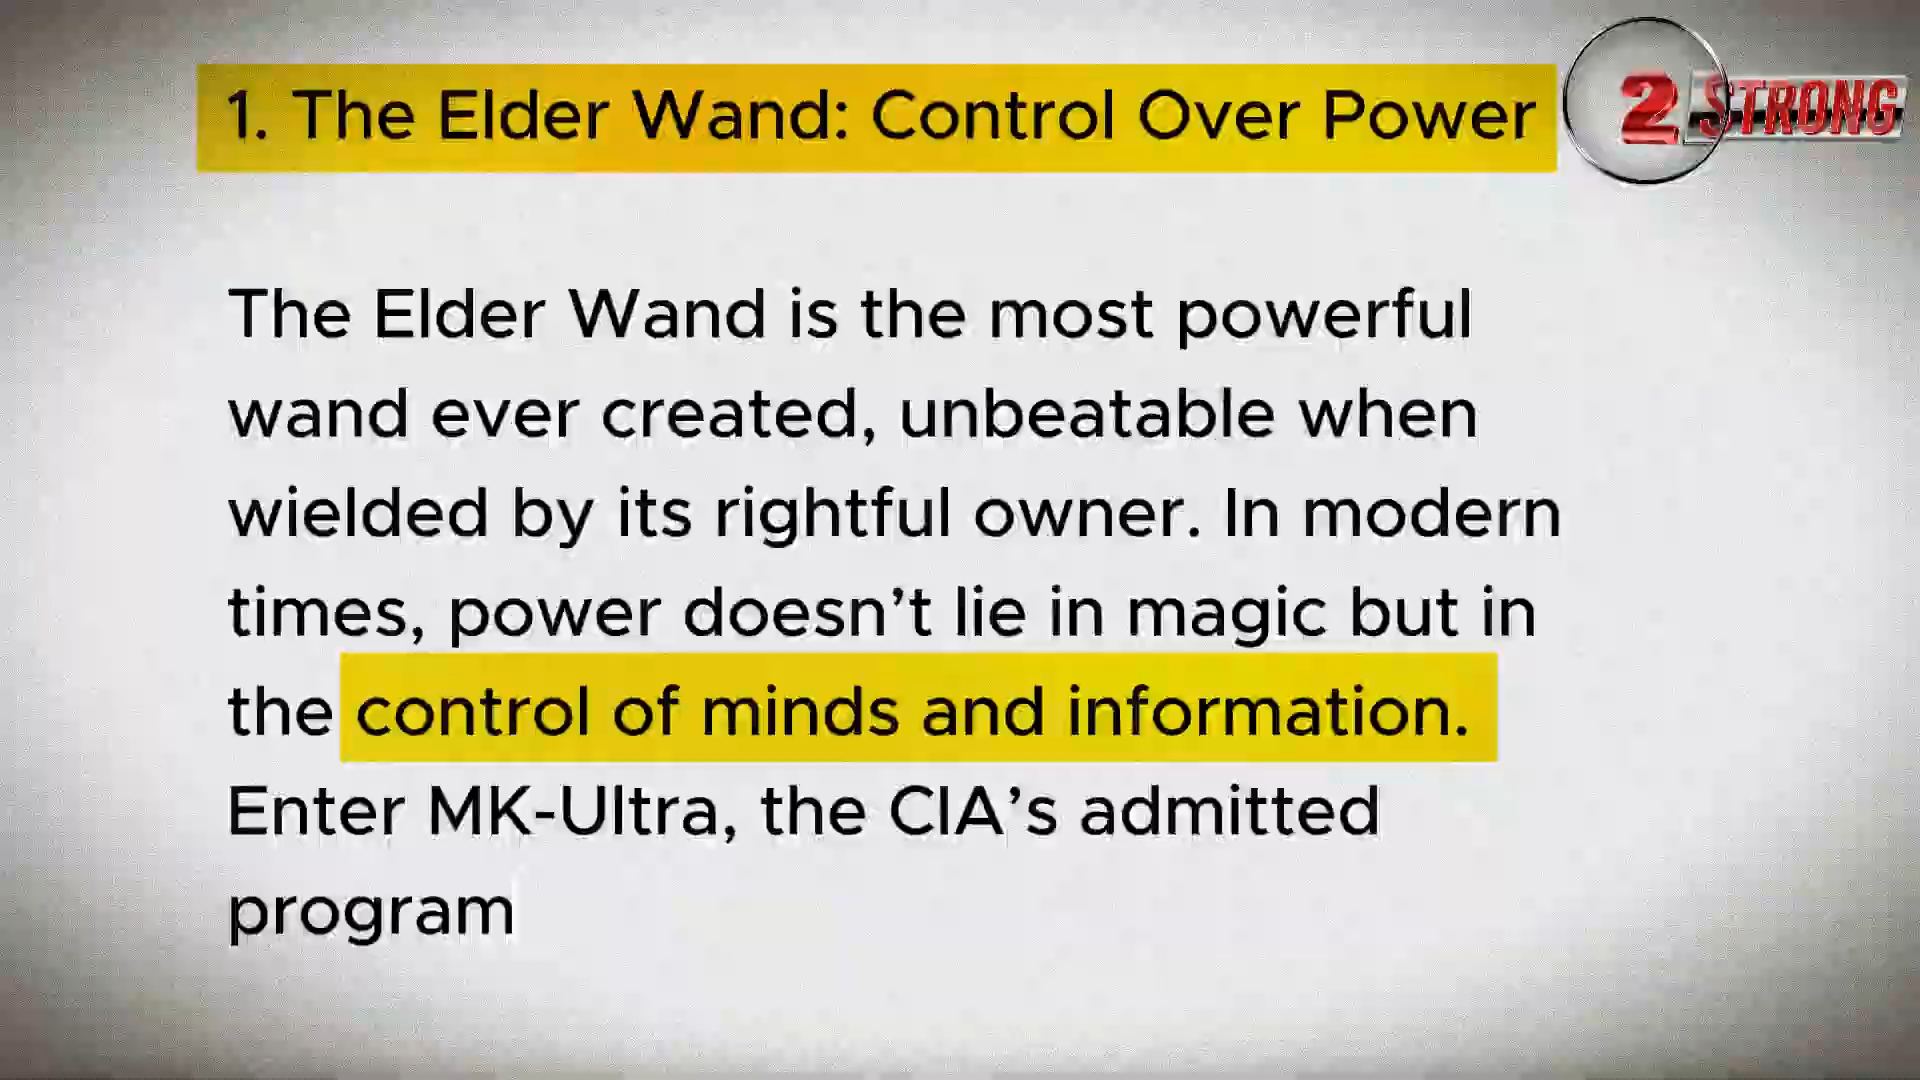 1. The Elder Wand: Control Over Power
2 STRONG
The Elder Wand is the most powerful
wand ever created, unbeatable when
wielded by its rightful owner. In modern
times, power doesn’t lie in magic but in
the control of minds and information.
Enter MK-Ultra, the CIA’s admitted
program